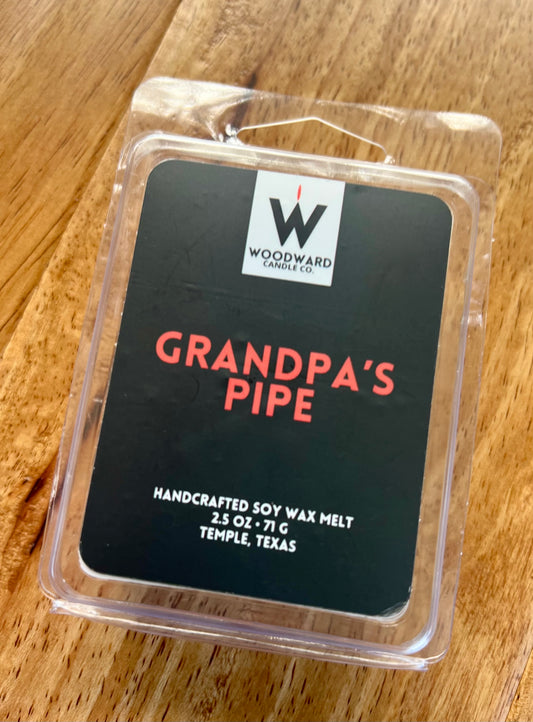 W
WOODWARD
CANDLE CO.
GRANDPA'S
PIPE
HANDCRAFTED SOY WAX MELT
2.5 OZ • 71 G
TEMPLE, TEXAS